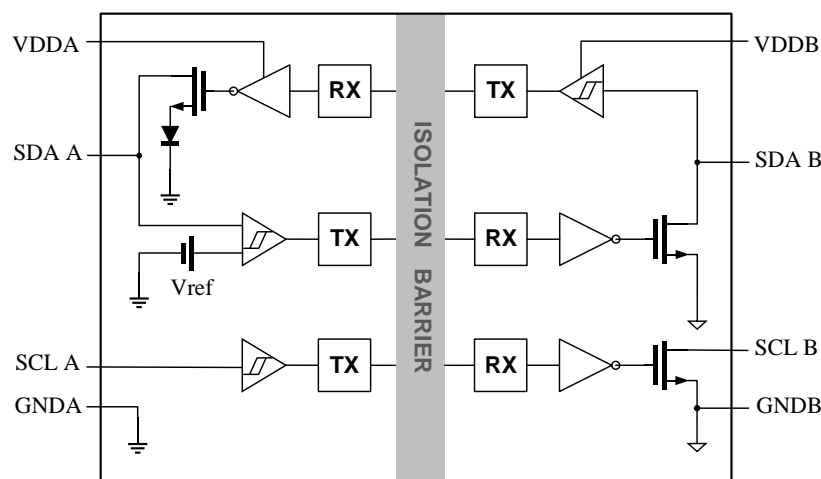 VDDA
VDDB
RX
TX
SDA A
SDA B
ISOLATION BARRIER
TX
RX
Vref
SCL A
TX
RX
SCL B
GNDA
GNDB